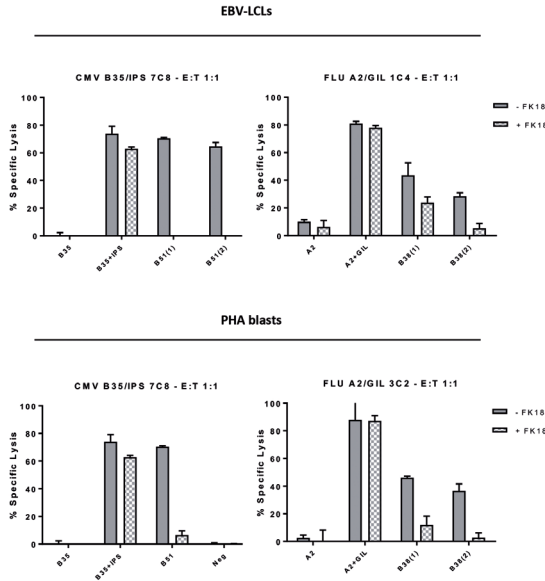 EBV-LCLs
CMV B35/IPS 7C8 - E:T 1:1
% Specific Lysis
100
80
60
40
20
0
B35
B35+IPS
B51(1)
B51(2)
FLU A2/GIL 1C4 - E:T 1:1
% Specific Lysis
100
80
60
40
20
0
A2
A2+GIL
B38(1)
B38(2)
- FK18
+ FK18
PHA blasts
CMV B35/IPS 7C8 - E:T 1:1
% Specific Lysis
100
80
60
40
20
0
B35
B35+IPS
B51
Neg
FLU A2/GIL 3C2 - E:T 1:1
% Specific Lysis
100
80
60
40
20
0
A2
A2+GIL
B38(1)
B38(2)
- FK18
+ FK18